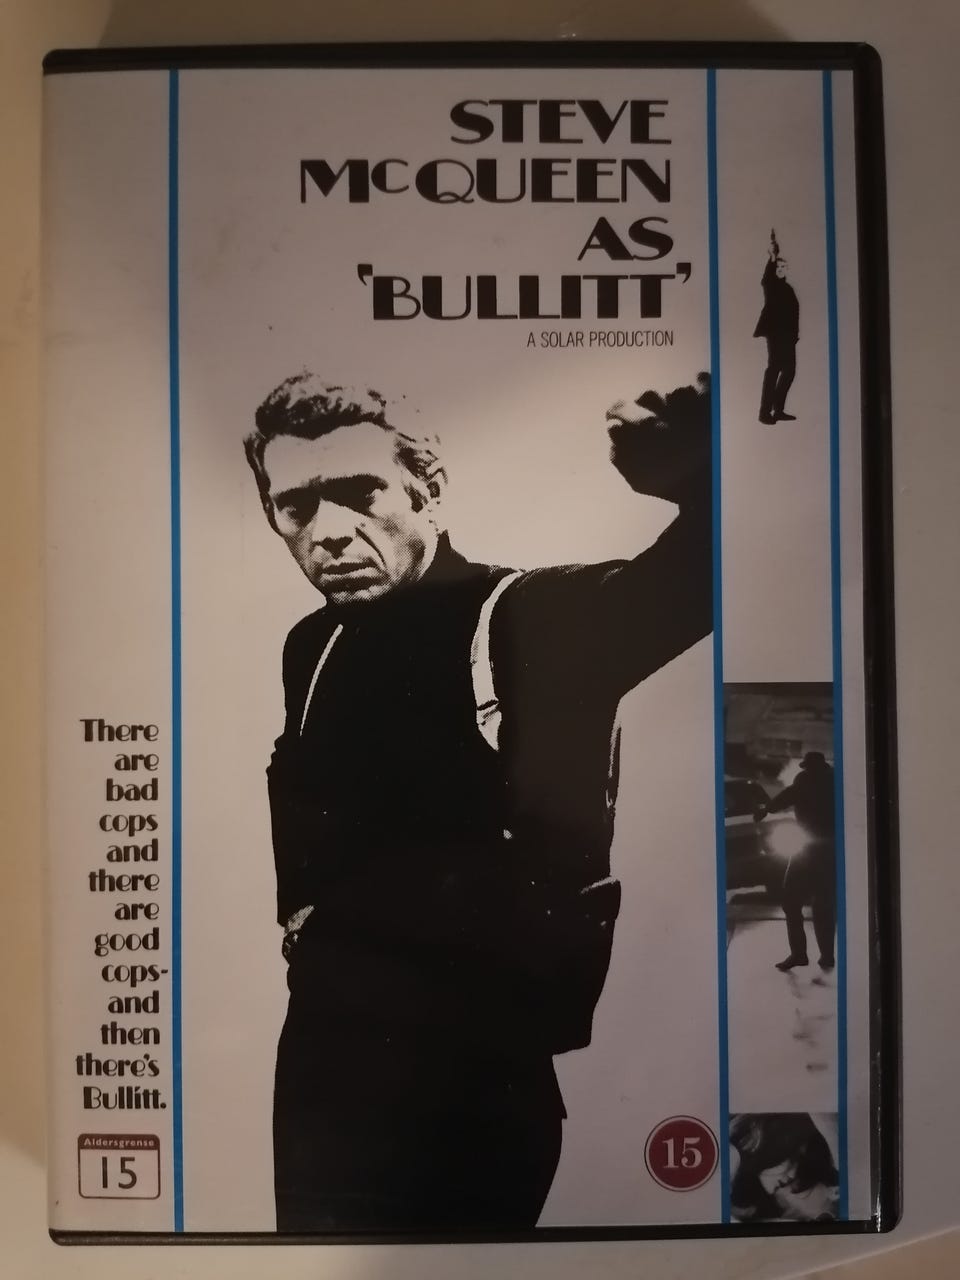 STEVE
McQUEEN
AS
'BULLITT'
A SOLAR PRODUCTION
There
are
bad
cops
and
there
are
good
cops-
and
then
there's
Bullitt.
Aldersgrense
15
15